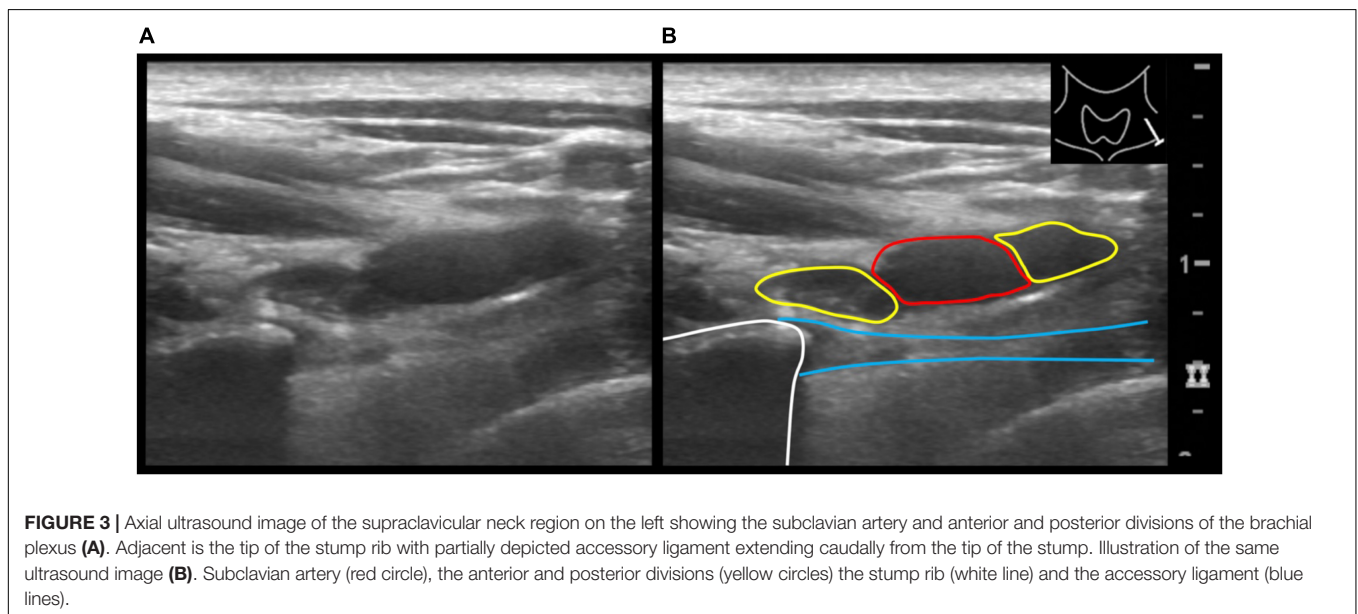 A
B
1
FIGURE 3 | Axial ultrasound image of the supraclavicular neck region on the left showing the subclavian artery and anterior and posterior divisions of the brachial
plexus (A). Adjacent is the tip of the stump rib with partially depicted accessory ligament extending caudally from the tip of the stump. Illustration of the same
ultrasound image (B). Subclavian artery (red circle), the anterior and posterior divisions (yellow circles) the stump rib (white line) and the accessory ligament (blue
lines).